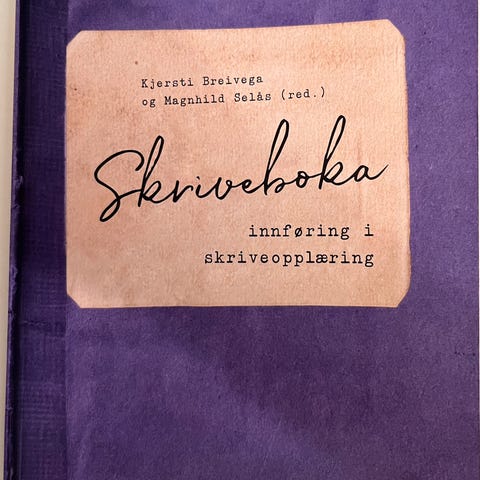 Kjersti Breivega
og Magnhild Selås (red.)
Skriveboka
innføring i
skriveopplæring